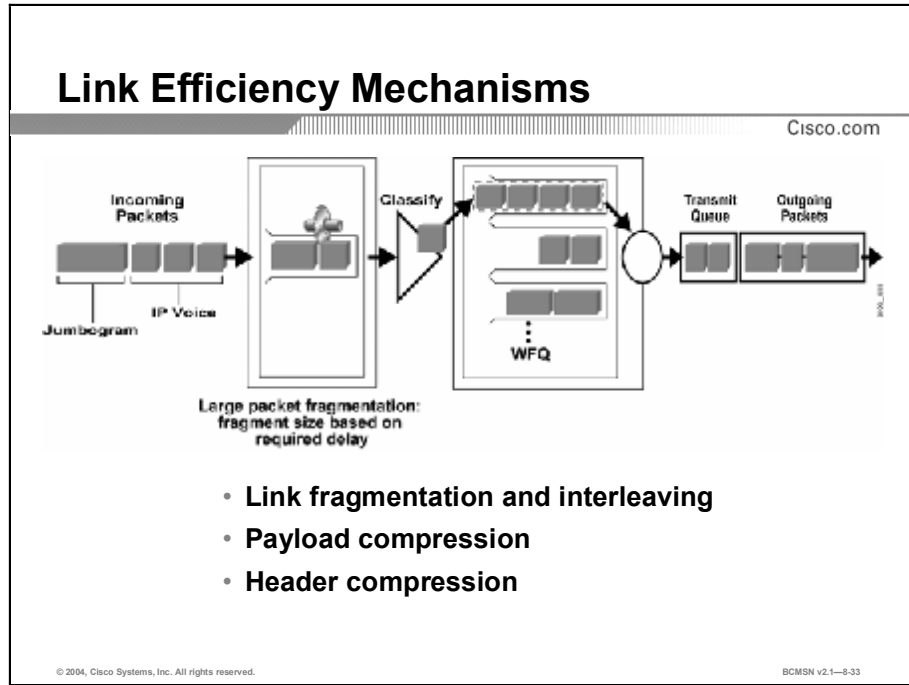 Link Efficiency Mechanisms
Cisco.com
Incoming
Packets
Classify
Transmit
Queue
Outgoing
Packets
IP Voice
Jumbogram
WFQ
Large packet fragmentation:
fragment size based on
required delay
• Link fragmentation and interleaving
• Payload compression
• Header compression
© 2004, Cisco Systems, Inc. All rights reserved.
BCMSN v2.1—8-33